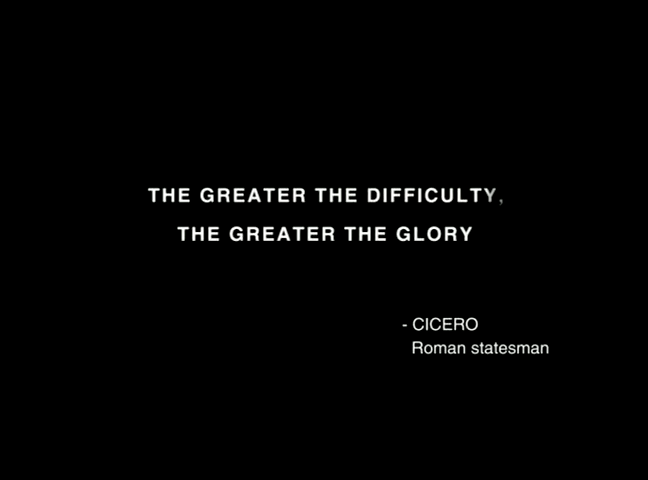 THE GREATER THE DIFFICULTY,
THE GREATER THE GLORY
- CICERO
Roman statesman